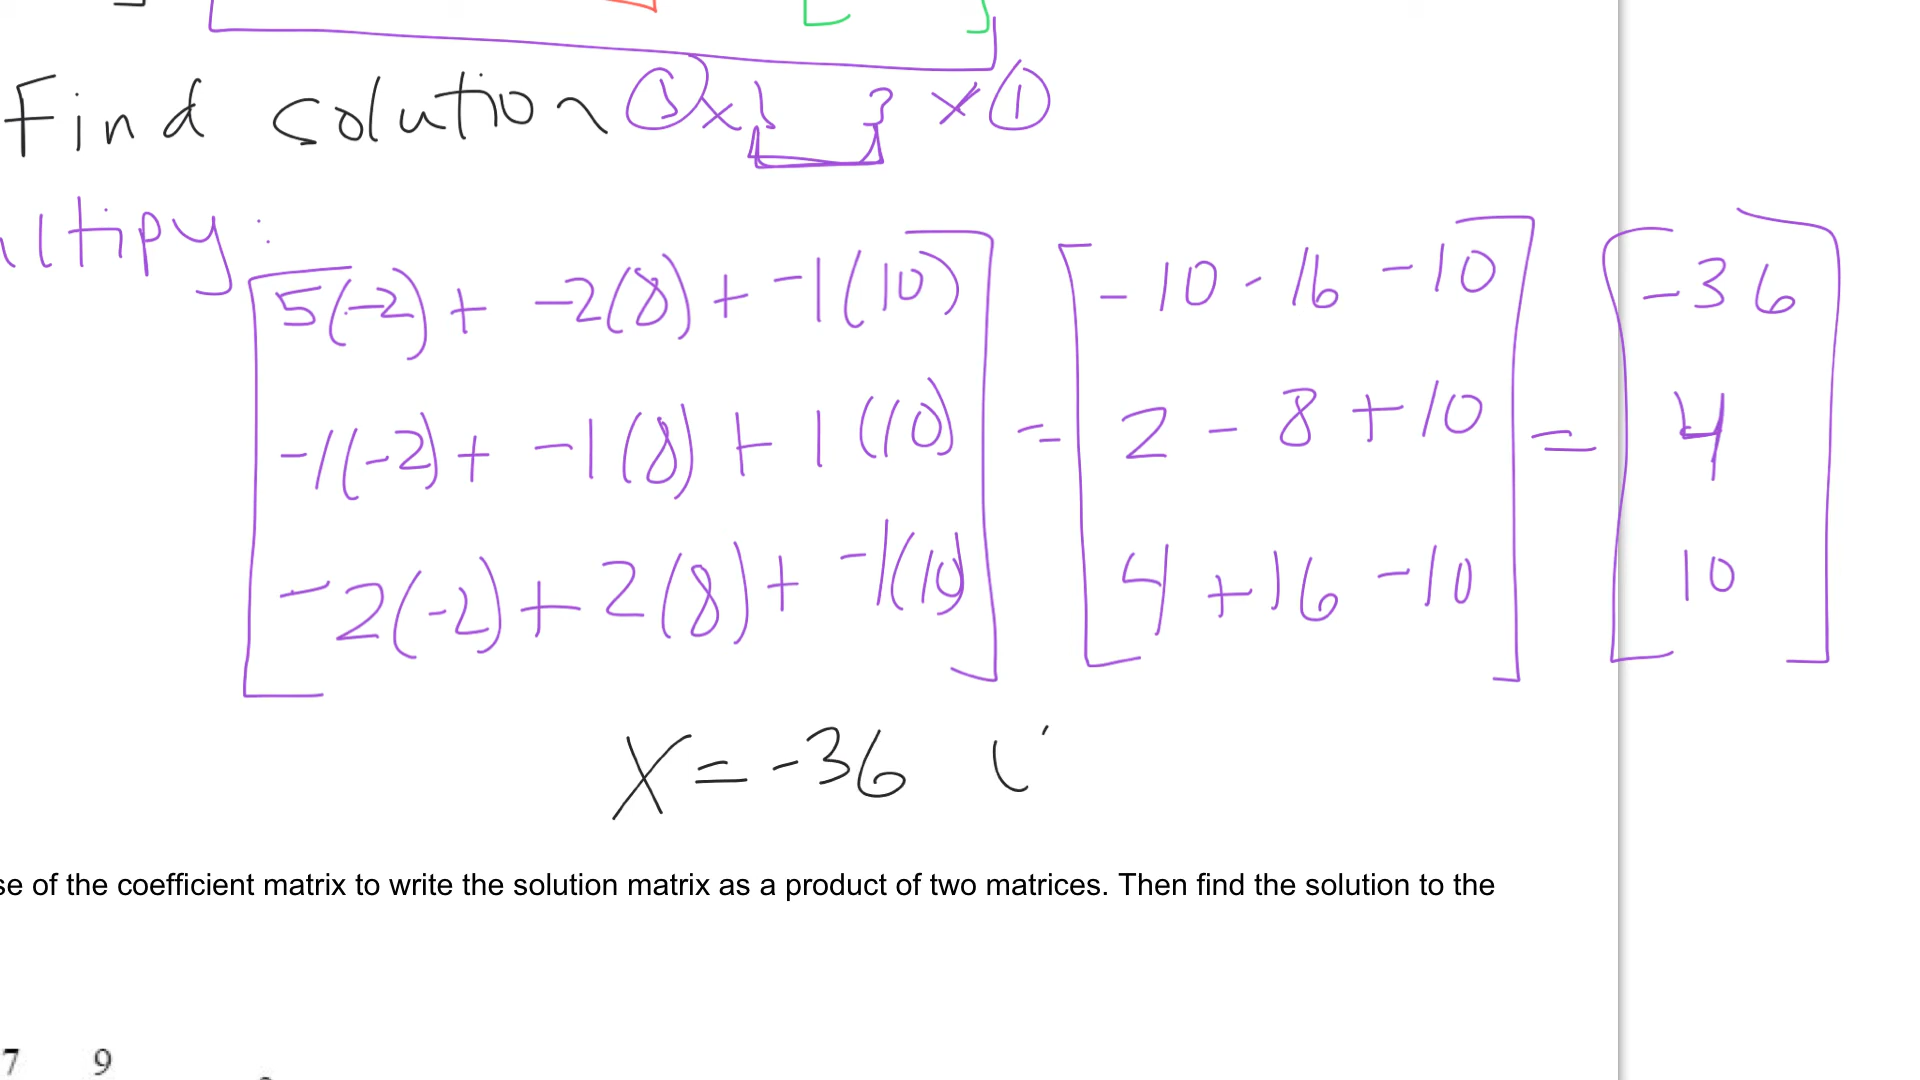 Find solution 3 x 3 3 x 1
ltipy:
5(-2) + -2(8) + -1(10) -10 - 16 -10 -36
-1(-2) + -1(8) + 1(10) = 2 - 8 + 10 = 4
-2(-2) + 2(8) + -1(10) 4 + 16 - 10 10
X = -36
se of the coefficient matrix to write the solution matrix as a product of two matrices. Then find the solution to the
7 9